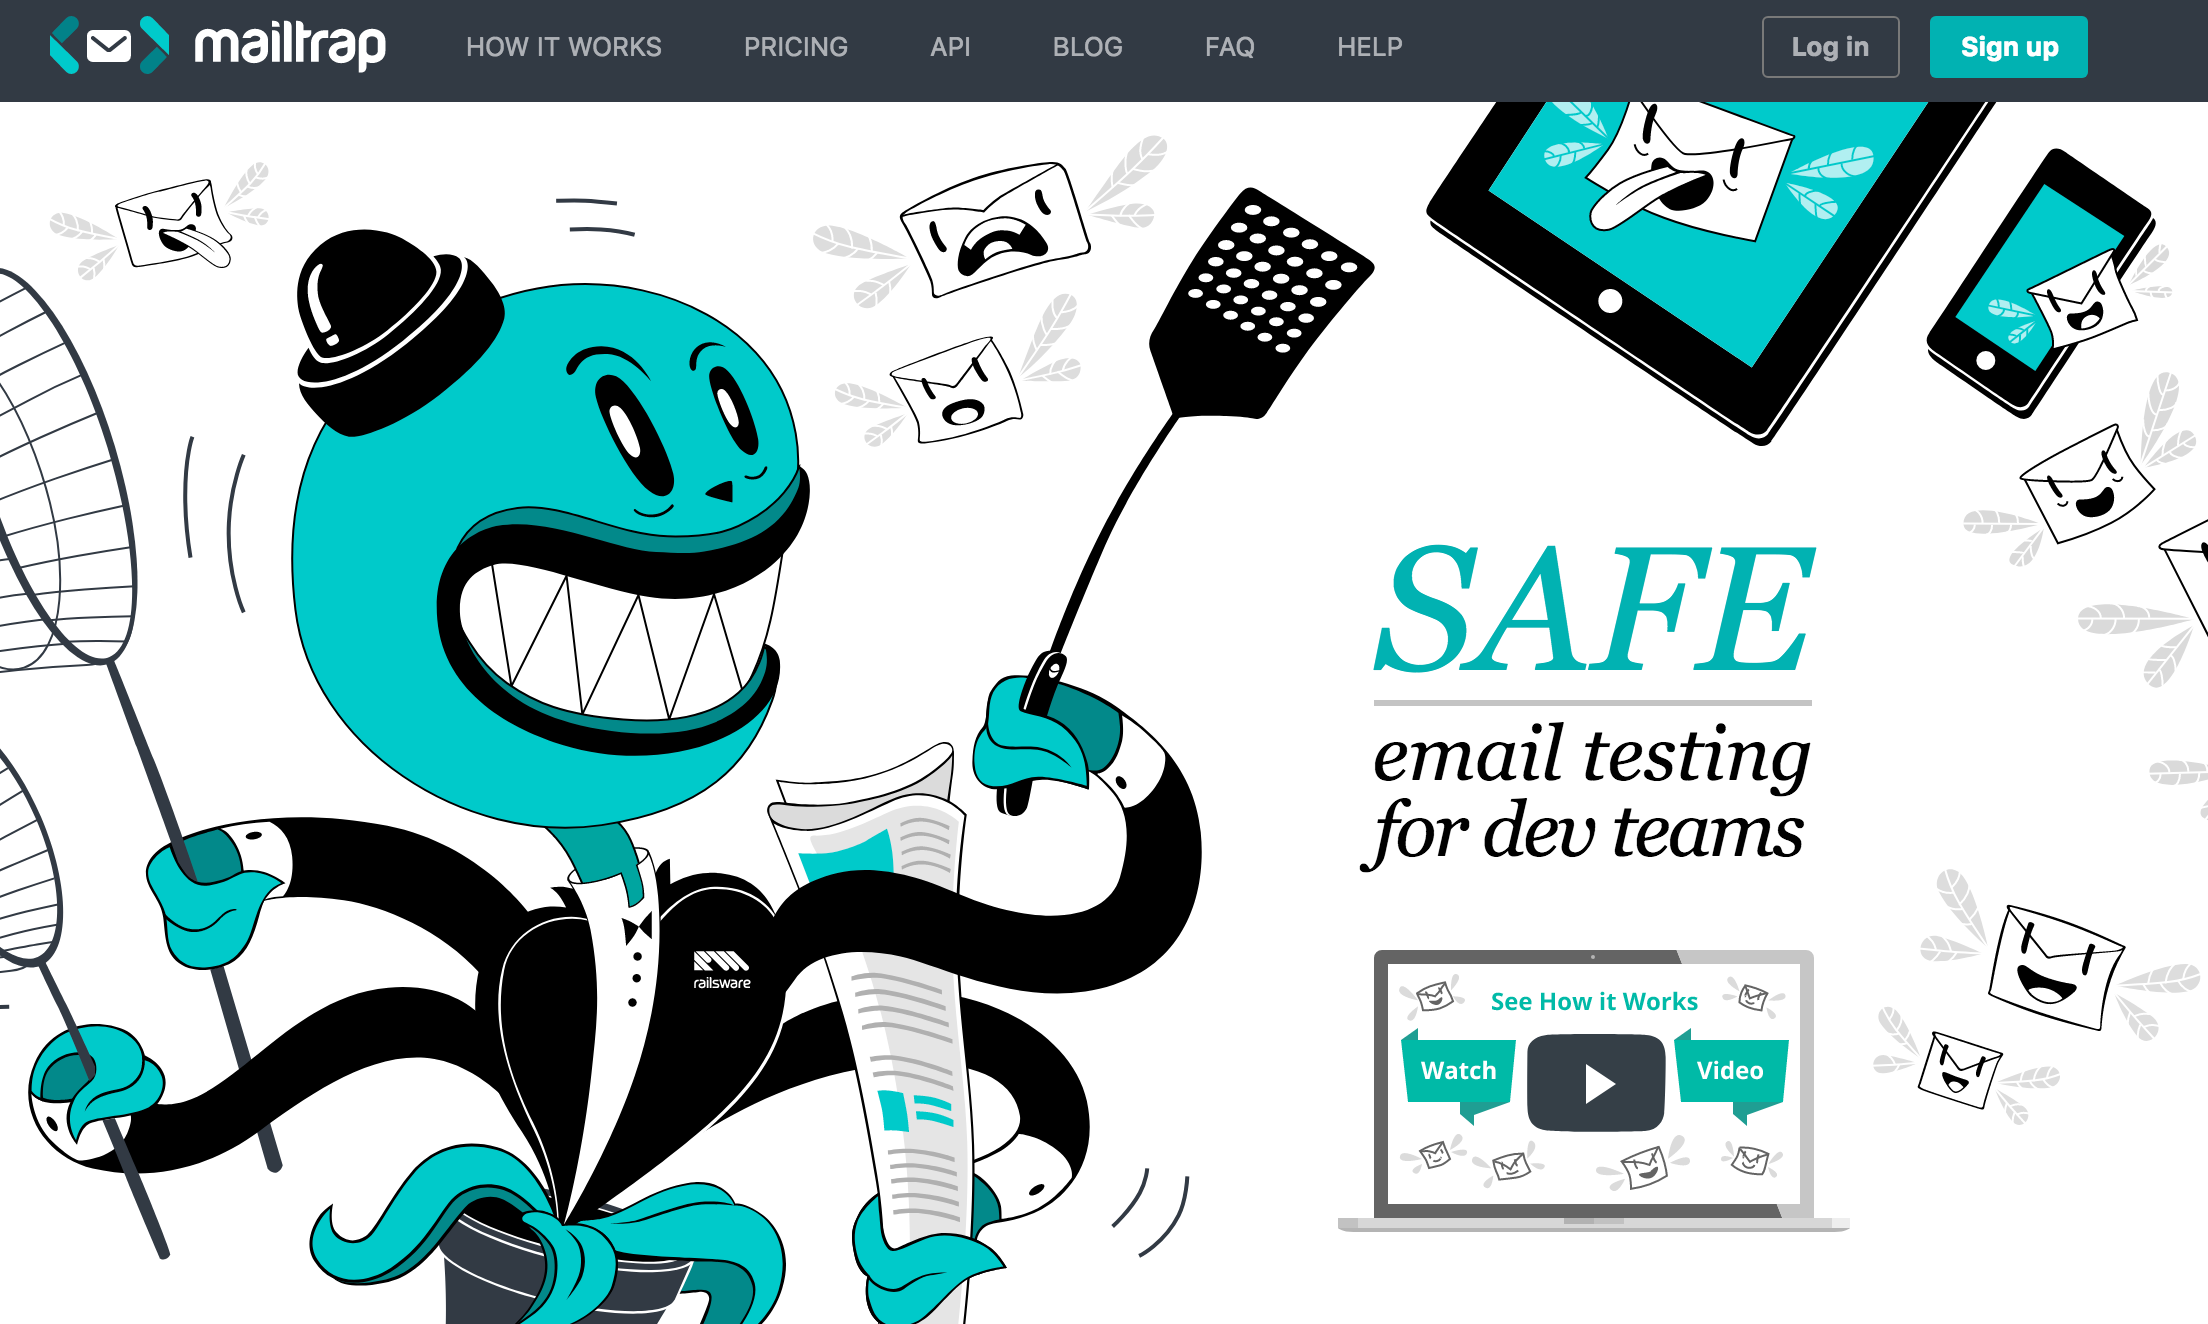 mailtrap HOW IT WORKS PRICING API BLOG FAQ HELP Log in Sign up
SAFE
email testing
for dev teams
railsware
See How it Works
Watch Video